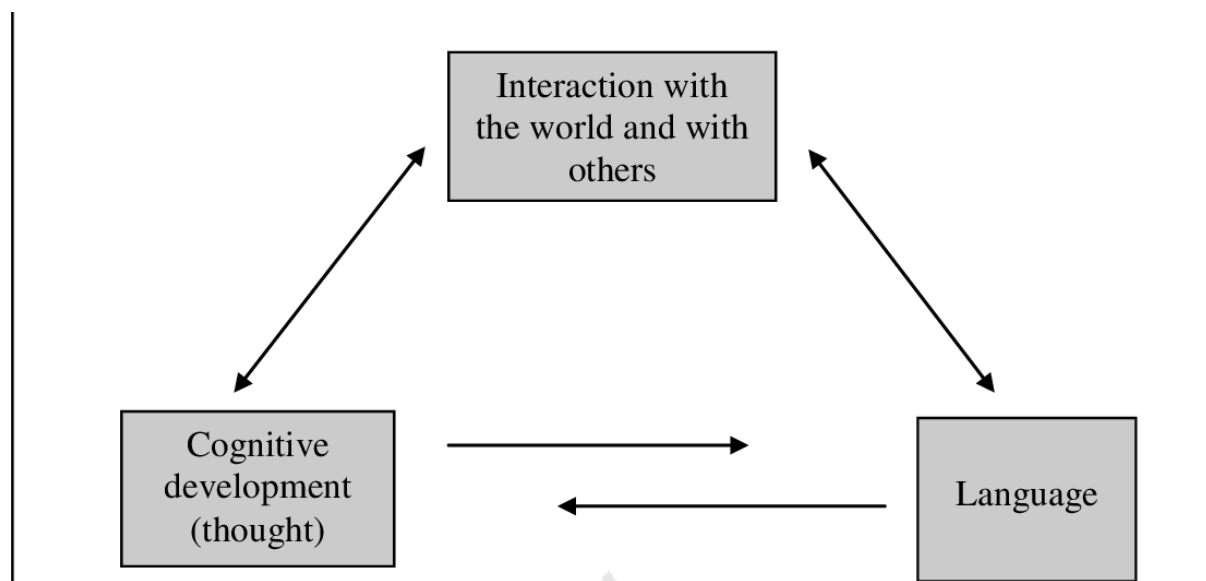 Interaction with
the world and with
others
Cognitive
development
(thought)
Language